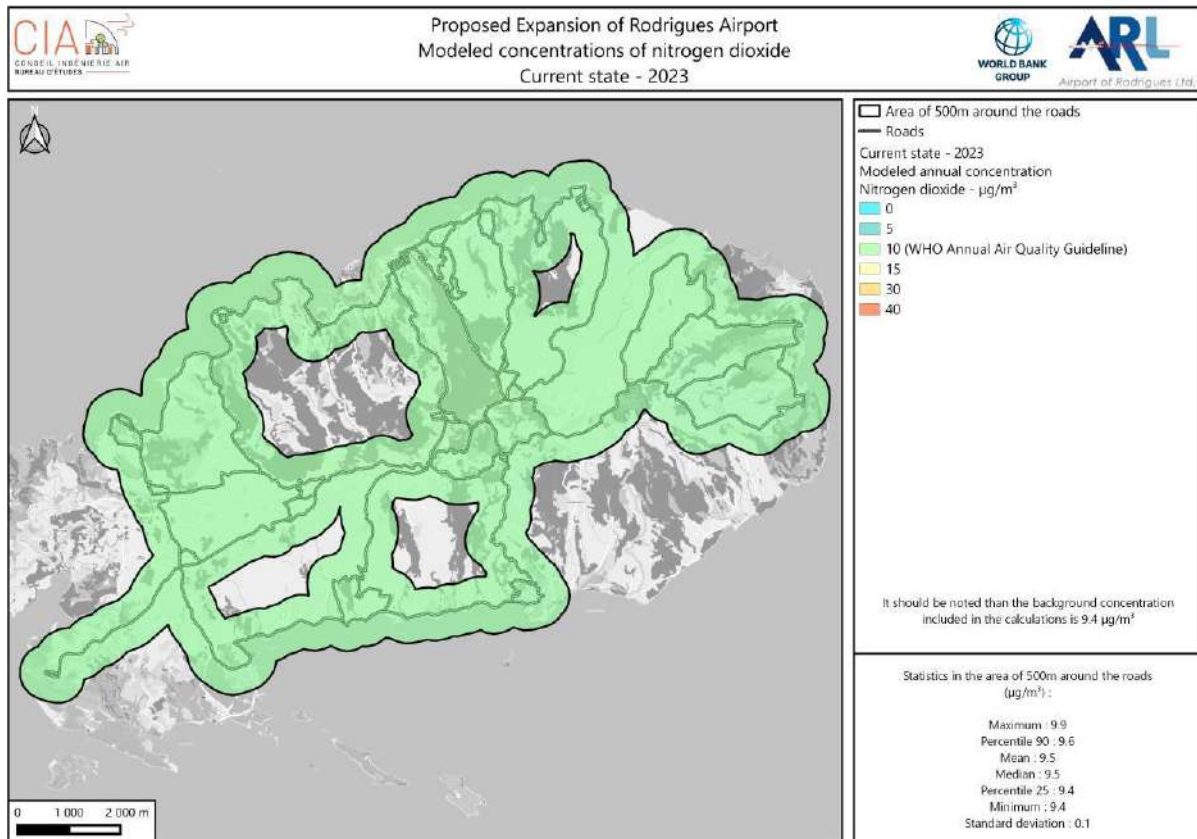 CIA
CONSEIL INGÉNIERIE AIR
BUREAU D'ÉTUDES
Proposed Expansion of Rodrigues Airport
Modeled concentrations of nitrogen dioxide
Current state - 2023
WORLD BANK
GROUP
ARL
Airport of Rodrigues Ltd,
N
Area of 500m around the roads
Roads
Current state - 2023
Modeled annual concentration
Nitrogen dioxide - µg/m³
0
5
10 (WHO Annual Air Quality Guideline)
15
30
40
It should be noted than the background concentration
included in the calculations is 9.4 µg/m³
Statistics in the area of 500m around the roads
(µg/m³) :
Maximum : 9.9
Percentile 90 : 9.6
Mean : 9.5
Median : 9.5
Percentile 25 : 9.4
Minimum : 9.4
Standard deviation : 0.1
0 1 000 2 000 m